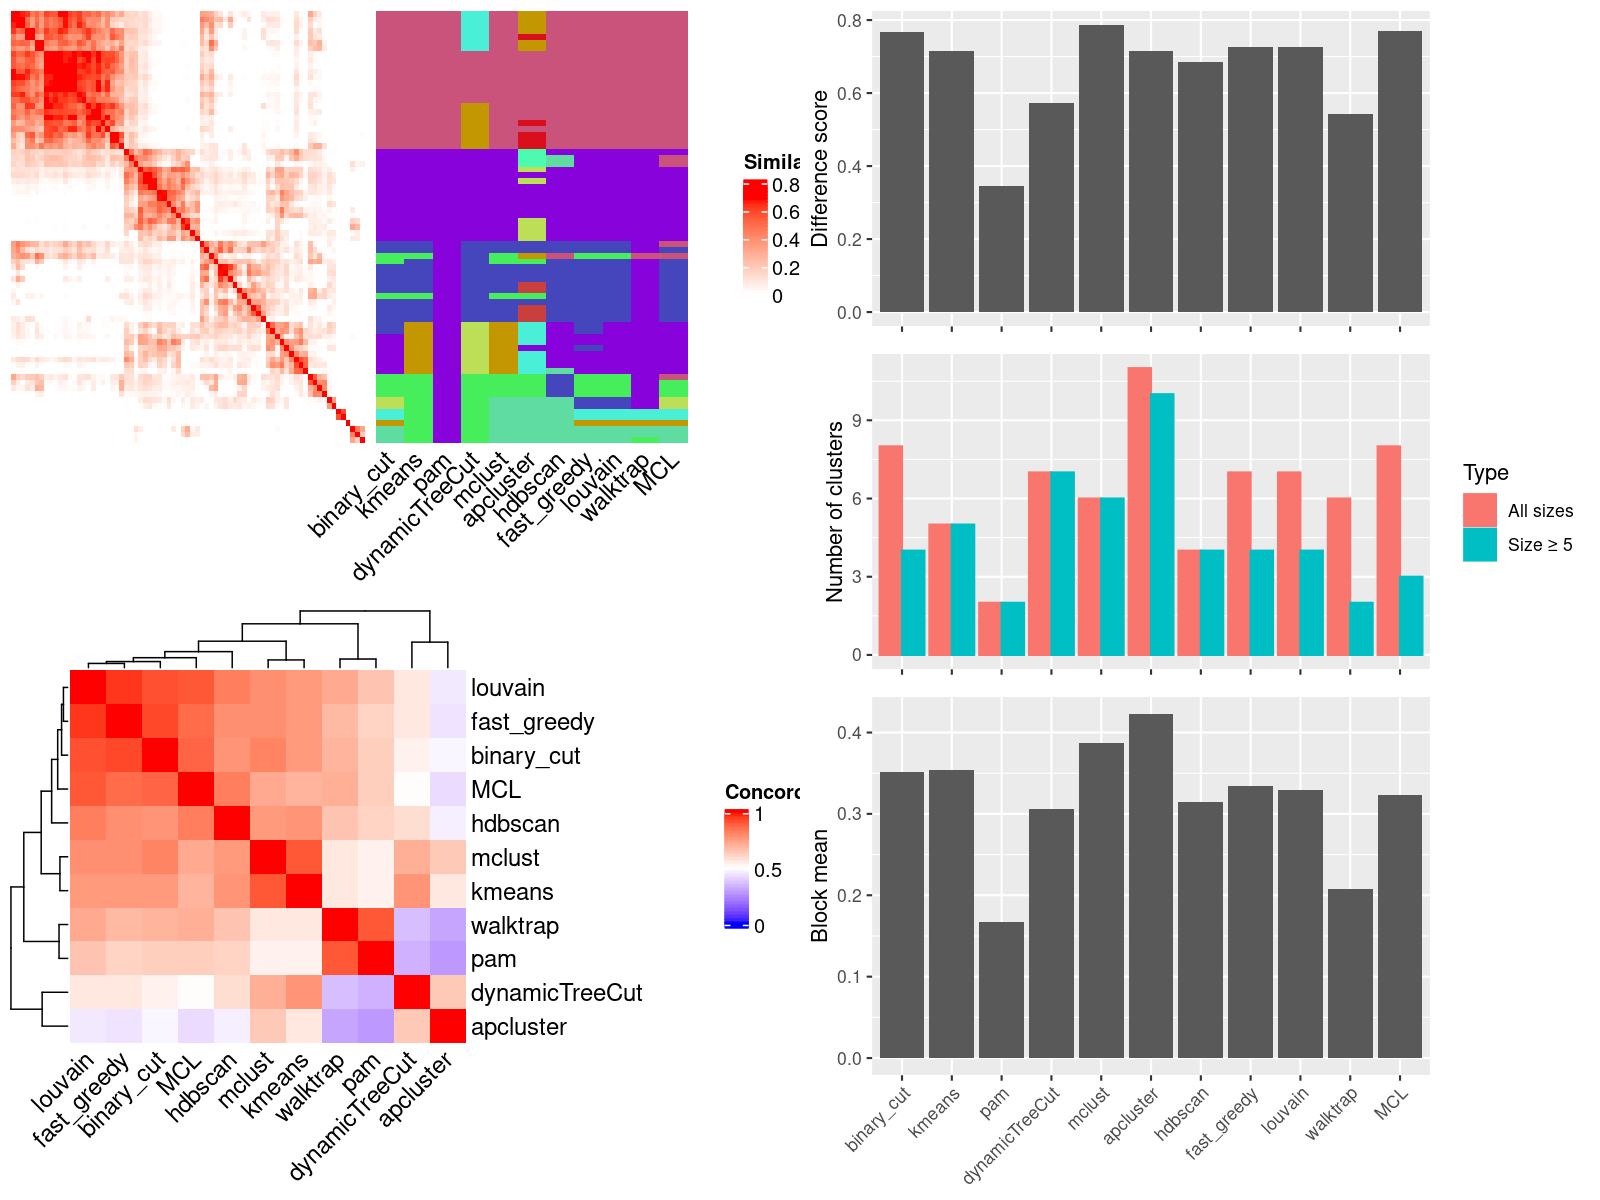 Simila
0.8
0.6
0.4
0.2
0
binary_cut
kmeans
pam
dynamicTreeCut
mclust
apcluster
hdbscan
fast_greedy
louvain
walktrap
MCL
louvain
fast_greedy
binary_cut
MCL
hdbscan
mclust
kmeans
walktrap
pam
dynamicTreeCut
apcluster
louvain
fast_greedy
binary_cut
MCL
hdbscan
mclust
kmeans
walktrap
pam
dynamicTreeCut
apcluster
Concord
1
0.5
0
Difference score
0.8
0.6
0.4
0.2
0.0
Number of clusters
9
6
3
0
Type
All sizes
Size ≥ 5
Block mean
0.4
0.3
0.2
0.1
0.0
binary_cut
kmeans
pam
dynamicTreeCut
mclust
apcluster
hdbscan
fast_greedy
louvain
walktrap
MCL